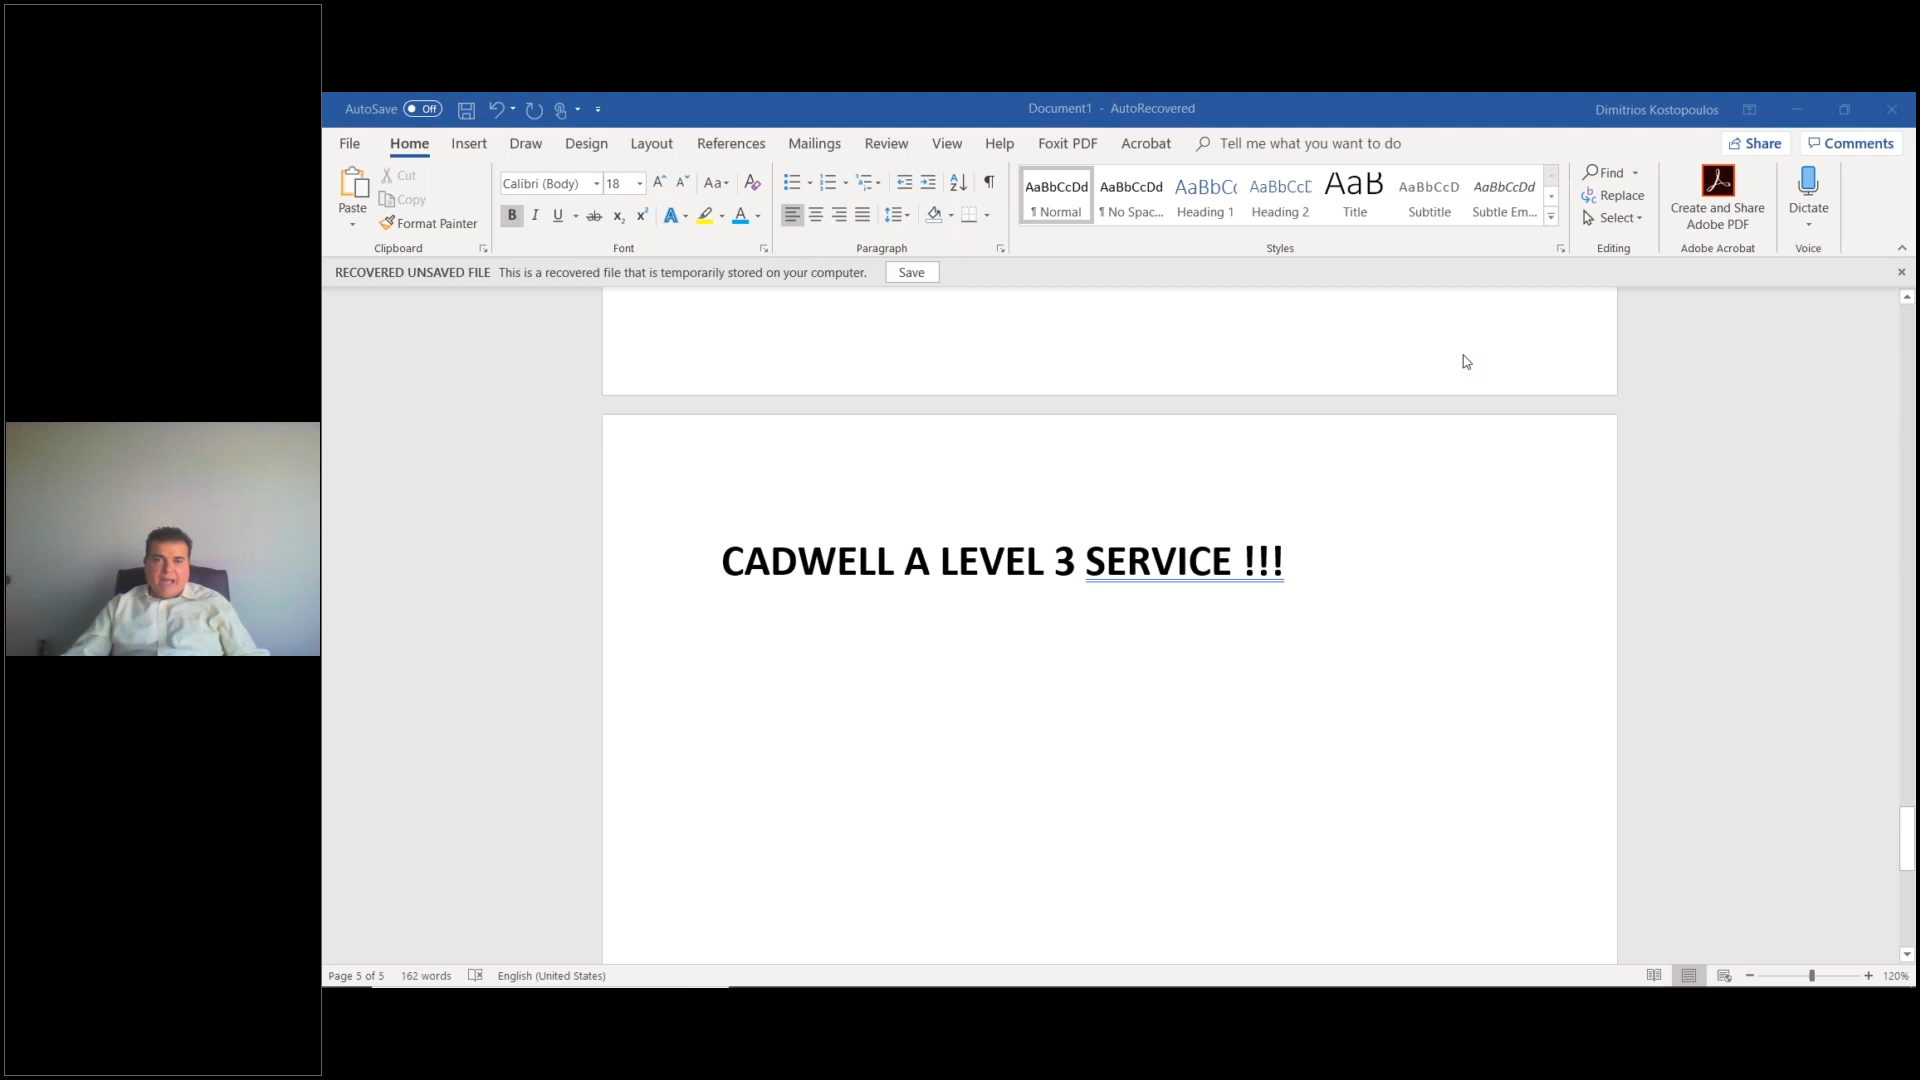 AutoSave Off
Document1 - AutoRecovered
Dimitrios Kostopoulos
File Home Insert Draw Design Layout References Mailings Review View Help Foxit PDF Acrobat Tell me what you want to do
Share Comments
Paste
Cut
Copy
Format Painter
Clipboard
Calibri (Body) 18
Font
Paragraph
AaBbCcDd AaBbCcDd AaBbC AaBbCcD AaB AaBbCcD AaBbCcDd
¶ Normal ¶ No Spac... Heading 1 Heading 2 Title Subtitle Subtle Em...
Styles
Find
Replace
Select
Editing
Create and Share
Adobe PDF
Adobe Acrobat
Dictate
Voice
RECOVERED UNSAVED FILE This is a recovered file that is temporarily stored on your computer. Save
CADWELL A LEVEL 3 SERVICE !!!
Page 5 of 5 162 words English (United States) 120%